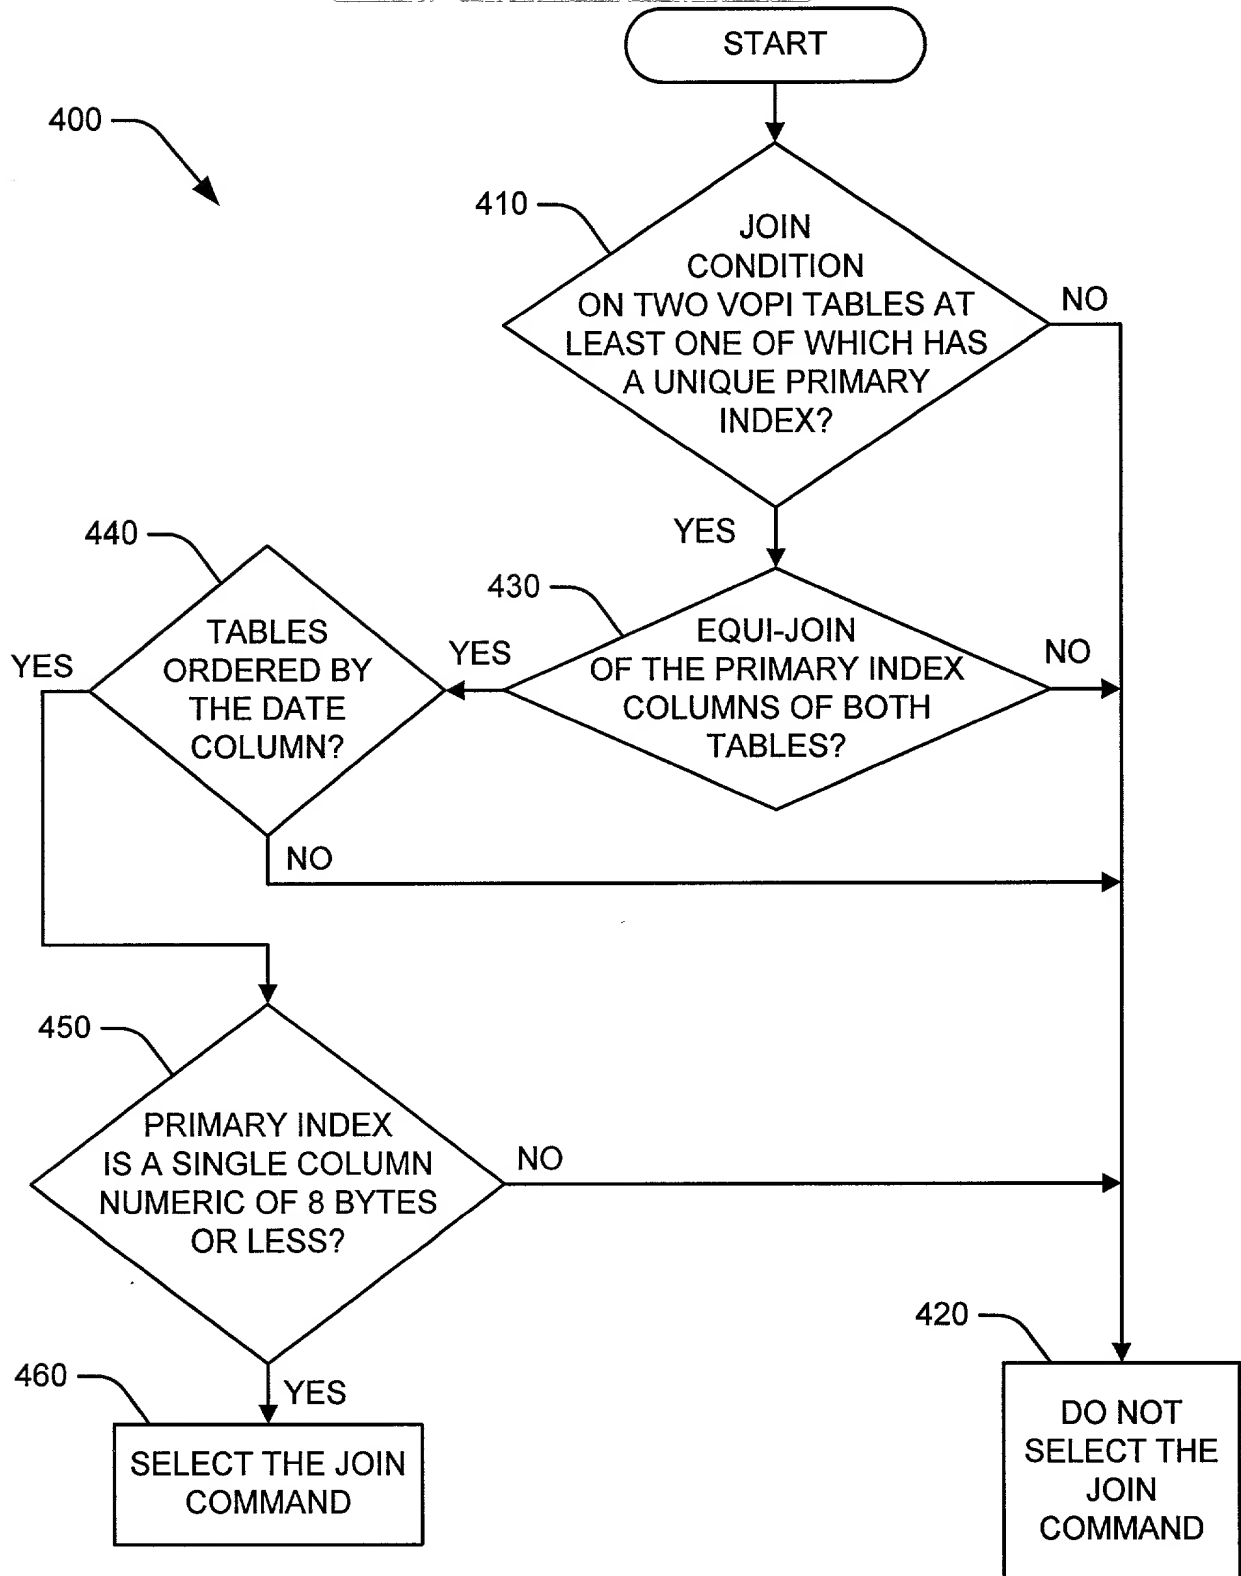 START
400
410
JOIN
CONDITION
ON TWO VOPI TABLES AT
LEAST ONE OF WHICH HAS
A UNIQUE PRIMARY
INDEX?
NO
YES
440
430
TABLES
ORDERED BY
THE DATE
COLUMN?
YES
YES
EQUI-JOIN
OF THE PRIMARY INDEX
COLUMNS OF BOTH
TABLES?
NO
NO
450
PRIMARY INDEX
IS A SINGLE COLUMN
NUMERIC OF 8 BYTES
OR LESS?
NO
460
YES
SELECT THE JOIN
COMMAND
420
DO NOT
SELECT THE
JOIN
COMMAND